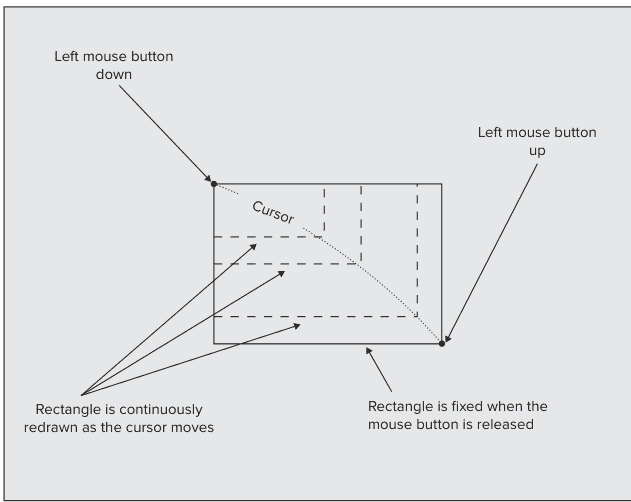 Left mouse button
down
Left mouse button
up
Cursor
Rectangle is continuously
redrawn as the cursor moves
Rectangle is fixed when the
mouse button is released